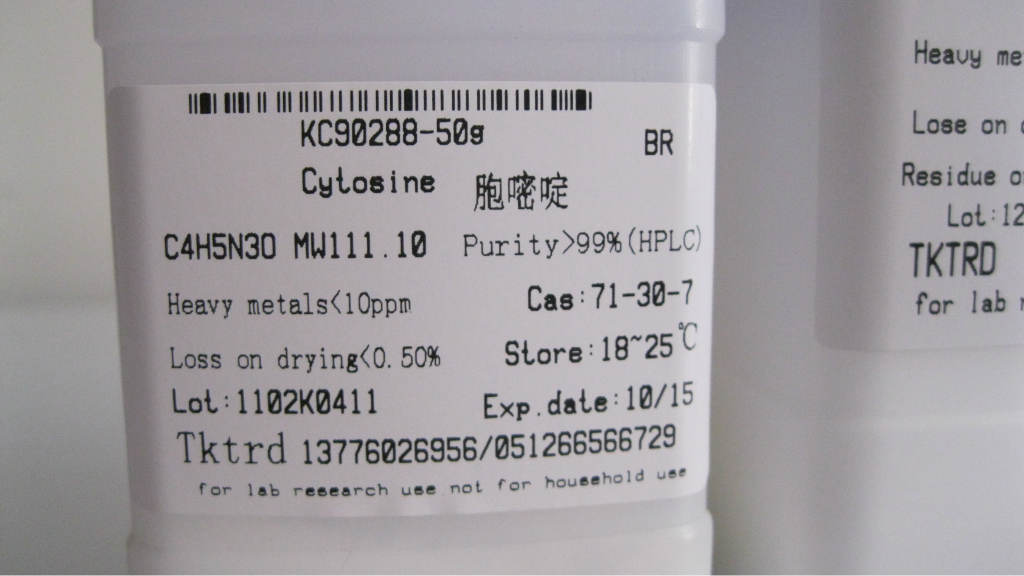 KC90288-50g
BR
Cytosine 胞嘧啶
C4H5N3O MW111.10 Purity>99%(HPLC)
Heavy metals<10ppm Cas:71-30-7
Loss on drying<0.50% Store:18~25℃
Lot:1102K0411 Exp.date:10/15
Tktrd 13776026956/051266566729
for lab research use not for household use
Heavy me
Lose on
Residue o
Lot:12
TKTRD
for lab